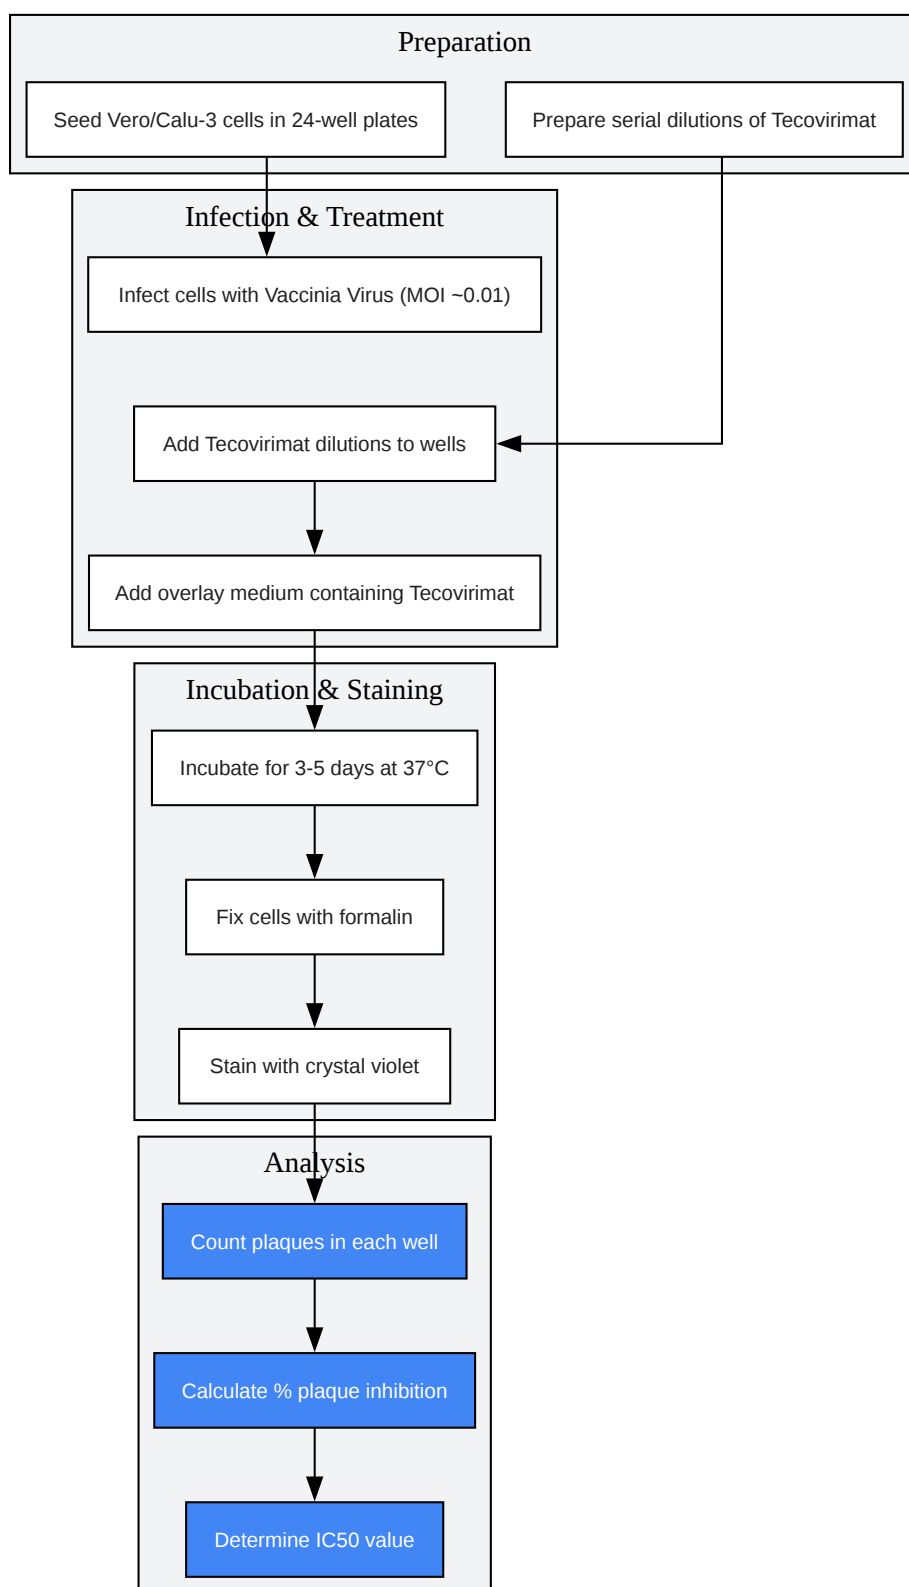 Preparation
Seed Vero/Calu-3 cells in 24-well plates
Prepare serial dilutions of Tecovirimat
Infection & Treatment
Infect cells with Vaccinia Virus (MOI ~0.01)
Add Tecovirimat dilutions to wells
Add overlay medium containing Tecovirimat
Incubation & Staining
Incubate for 3-5 days at 37°C
Fix cells with formalin
Stain with crystal violet
Analysis
Count plaques in each well
Calculate % plaque inhibition
Determine IC50 value